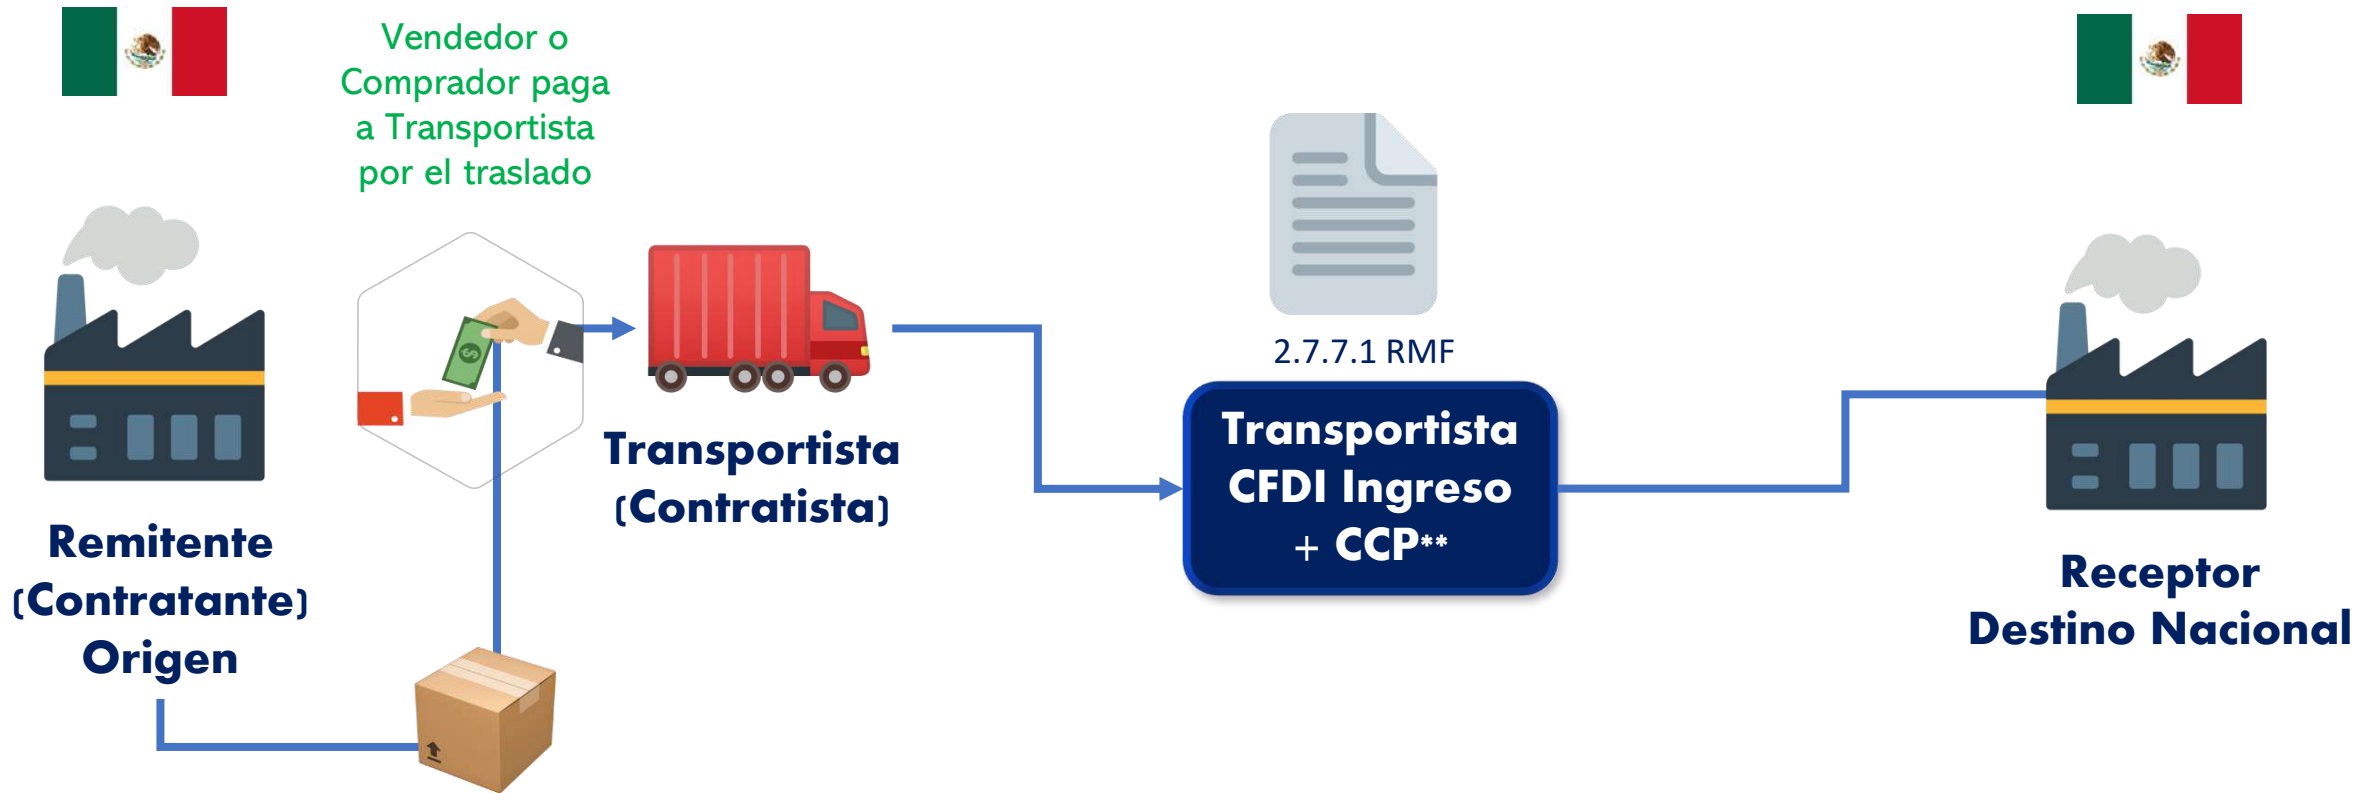 Vendedor o
Comprador paga
a Transportista
por el traslado
Remitente
(Contratante)
Origen
Transportista
(Contratista)
2.7.7.1 RMF
Transportista
CFDI Ingreso
+ CCP**
Receptor
Destino Nacional